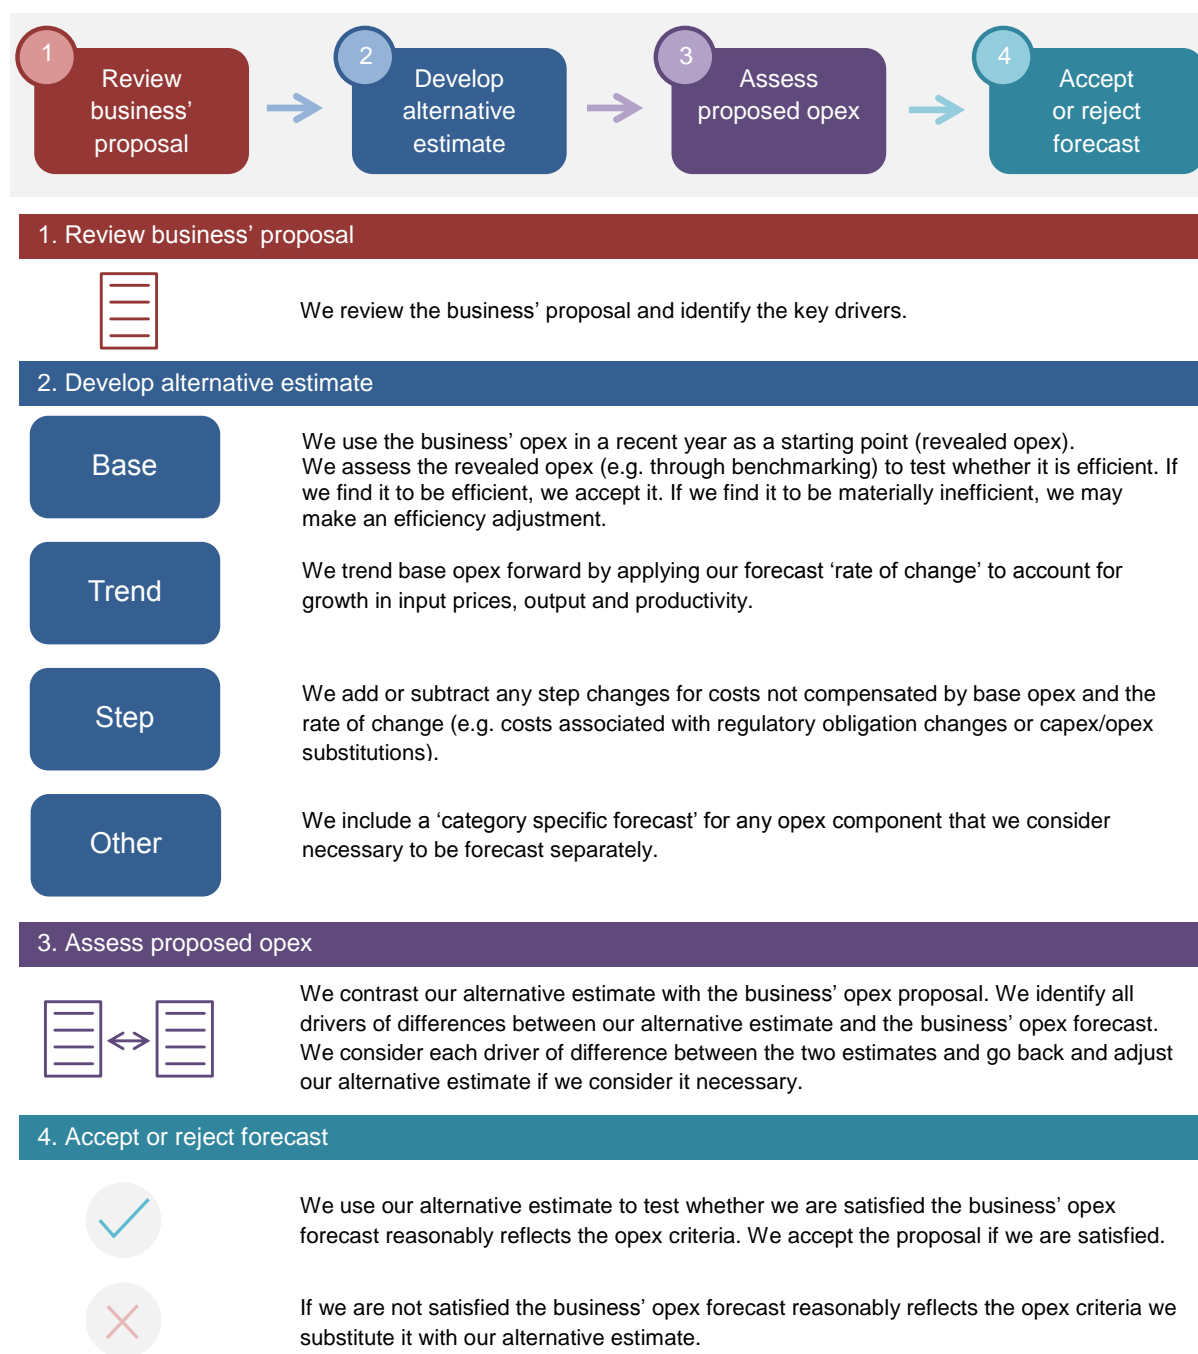 1
Review
business’
proposal
2
Develop
alternative
estimate
3
Assess
proposed opex
4
Accept
or reject
forecast
1. Review business’ proposal
We review the business’ proposal and identify the key drivers.
2. Develop alternative estimate
Base
We use the business’ opex in a recent year as a starting point (revealed opex).
We assess the revealed opex (e.g. through benchmarking) to test whether it is efficient. If
we find it to be efficient, we accept it. If we find it to be materially inefficient, we may
make an efficiency adjustment.
Trend
We trend base opex forward by applying our forecast ‘rate of change’ to account for
growth in input prices, output and productivity.
Step
We add or subtract any step changes for costs not compensated by base opex and the
rate of change (e.g. costs associated with regulatory obligation changes or capex/opex
substitutions).
Other
We include a ‘category specific forecast’ for any opex component that we consider
necessary to be forecast separately.
3. Assess proposed opex
We contrast our alternative estimate with the business’ opex proposal. We identify all
drivers of differences between our alternative estimate and the business’ opex forecast.
We consider each driver of difference between the two estimates and go back and adjust
our alternative estimate if we consider it necessary.
4. Accept or reject forecast
We use our alternative estimate to test whether we are satisfied the business’ opex
forecast reasonably reflects the opex criteria. We accept the proposal if we are satisfied.
If we are not satisfied the business’ opex forecast reasonably reflects the opex criteria we
substitute it with our alternative estimate.